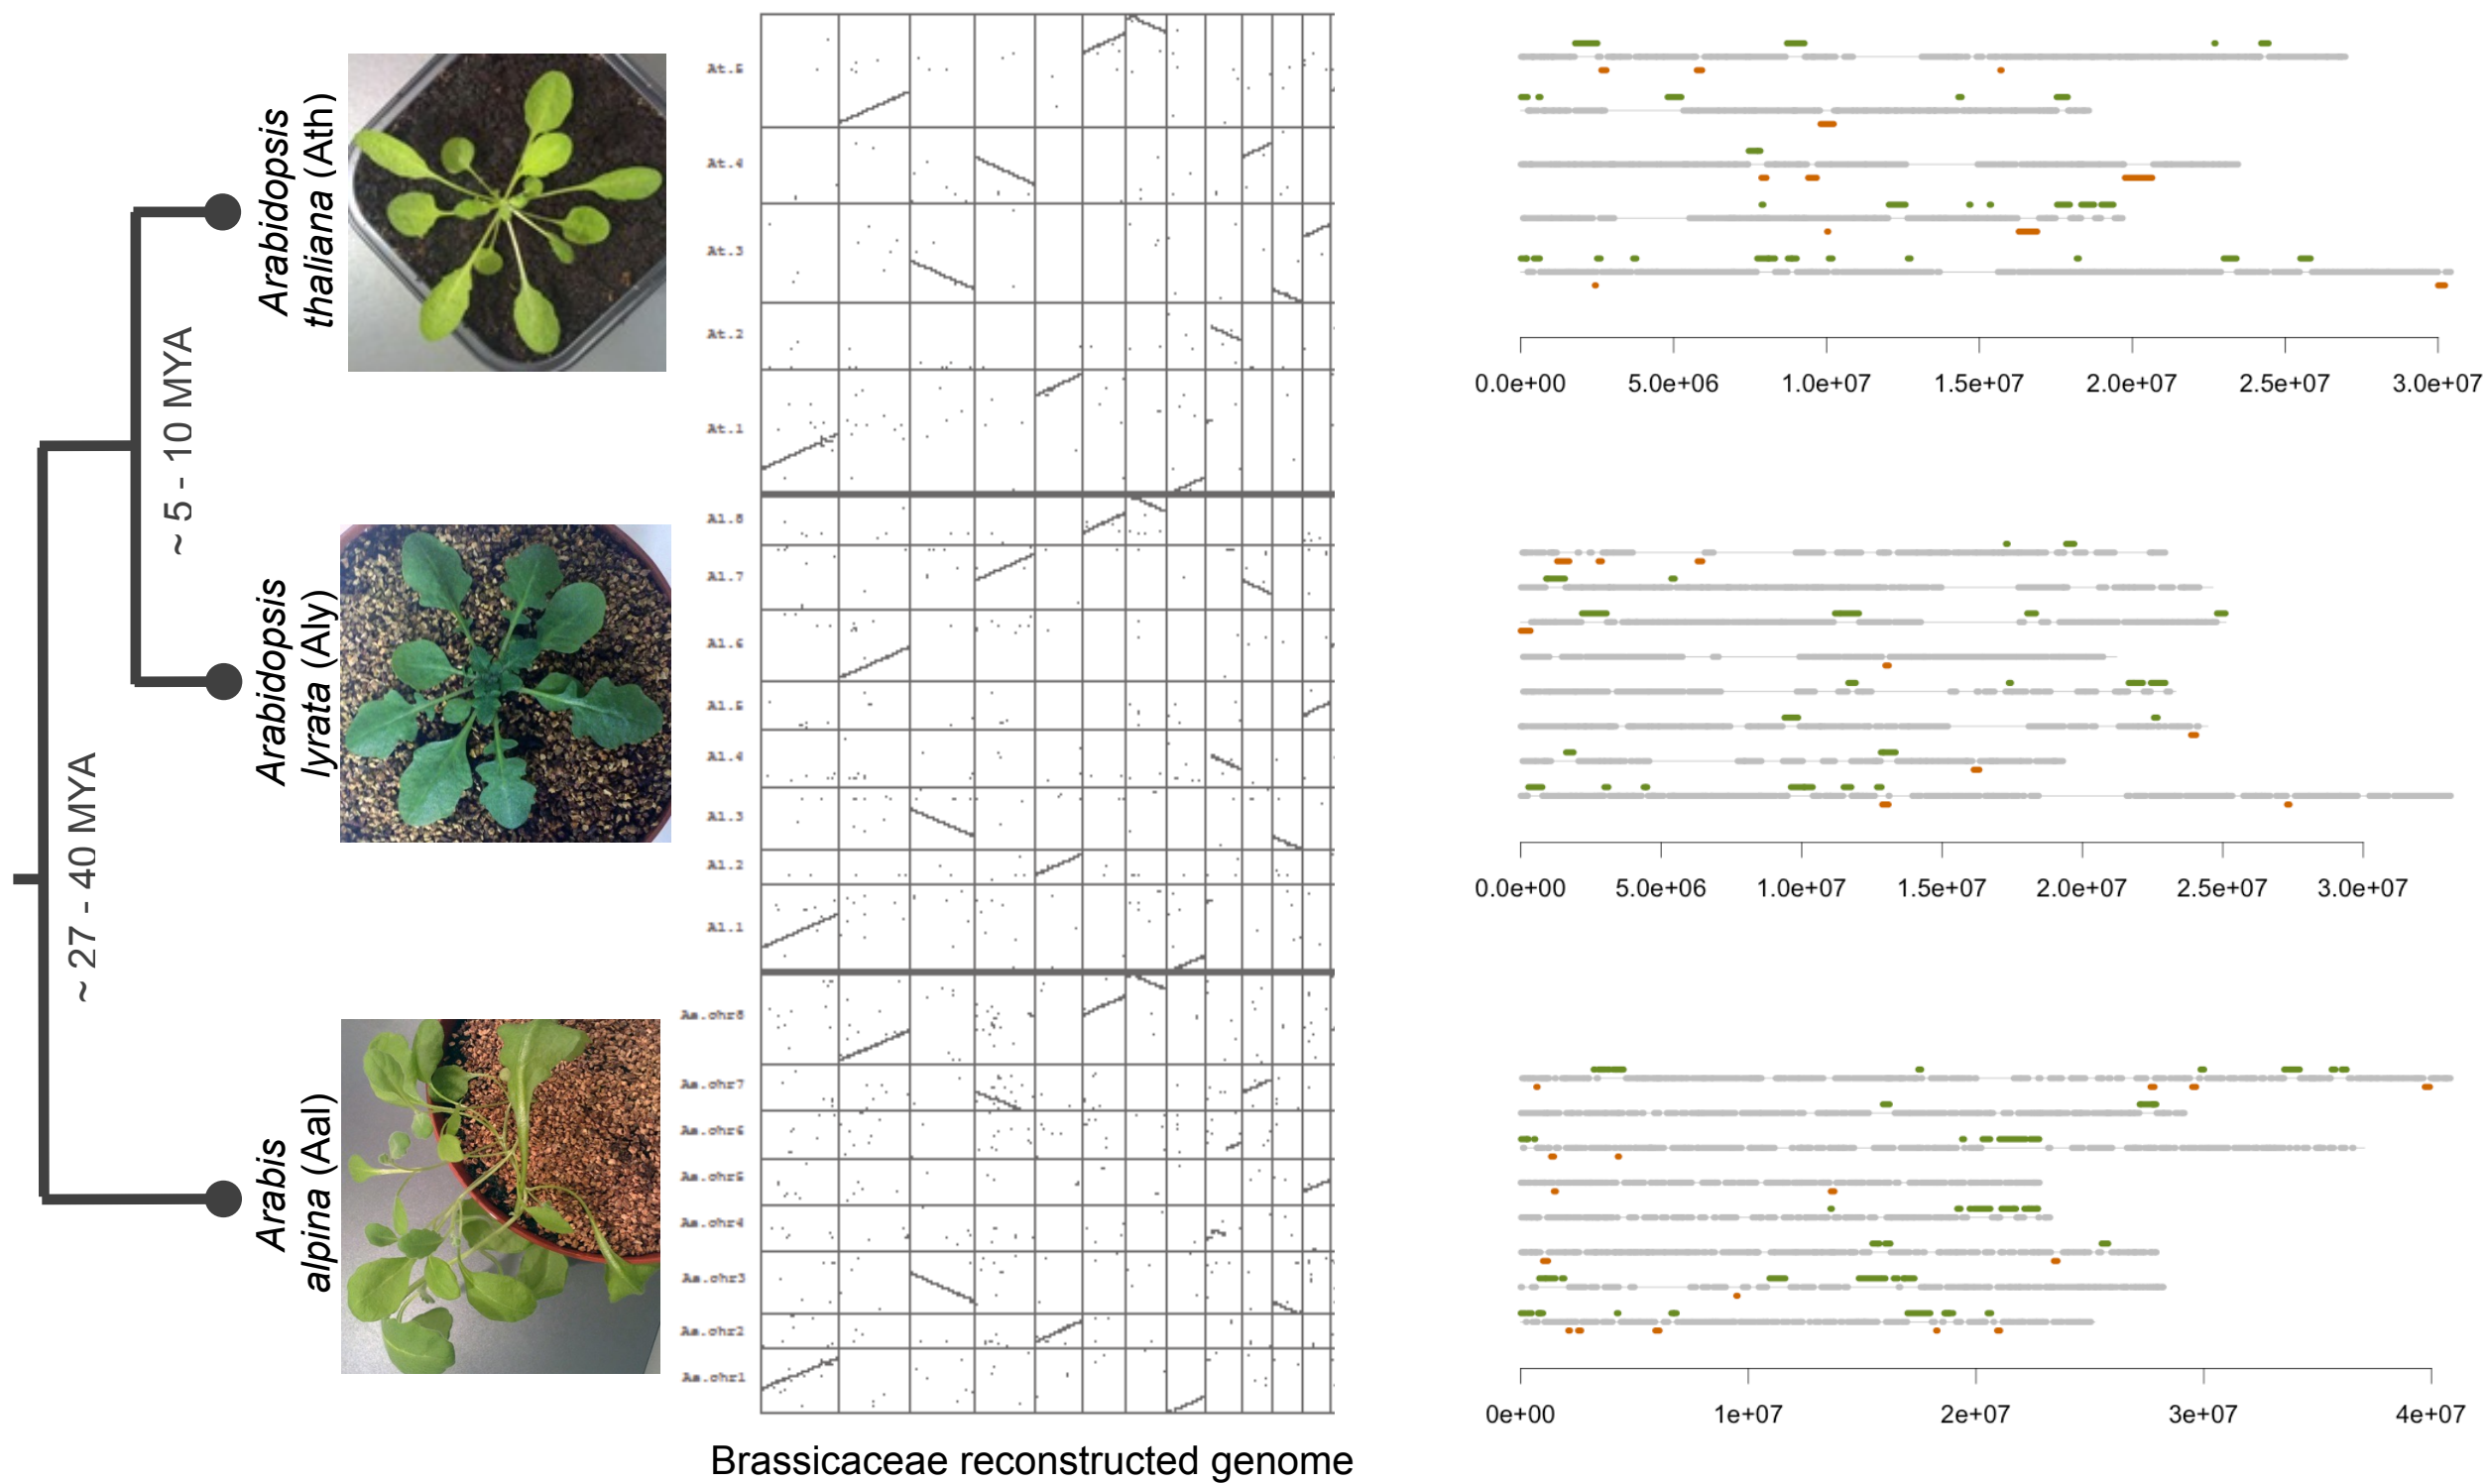 Arabidopsis
thaliana (Ath)
~ 5 - 10 MYA
Arabidopsis
lyrata (Aly)
~ 27 - 40 MYA
Arabis
alpina (Aal)
At.5
At.4
At.3
At.2
At.1
Al.8
Al.7
Al.6
Al.5
Al.4
Al.3
Al.2
Al.1
Aa.chr8
Aa.chr7
Aa.chr6
Aa.chr5
Aa.chr4
Aa.chr3
Aa.chr2
Aa.chr1
Brassicaceae reconstructed genome
0.0e+00 5.0e+06 1.0e+07 1.5e+07 2.0e+07 2.5e+07 3.0e+07
0.0e+00 5.0e+06 1.0e+07 1.5e+07 2.0e+07 2.5e+07 3.0e+07
0e+00 1e+07 2e+07 3e+07 4e+07